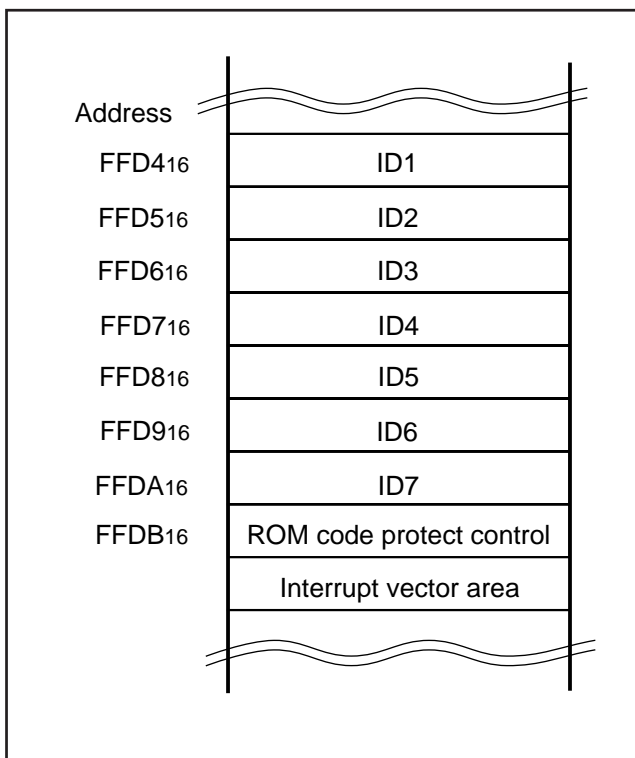 Address
FFD416 ID1
FFD516 ID2
FFD616 ID3
FFD716 ID4
FFD816 ID5
FFD916 ID6
FFDA16 ID7
FFDB16 ROM code protect control
Interrupt vector area